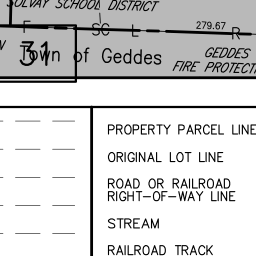 SOLVAY SCHOOL DISTRICT
F SC L 279.67 R
31 Town of Geddes
GEDDES
FIRE PROTECT
PROPERTY PARCEL LINE
ORIGINAL LOT LINE
ROAD OR RAILROAD
RIGHT-OF-WAY LINE
STREAM
RAILROAD TRACK